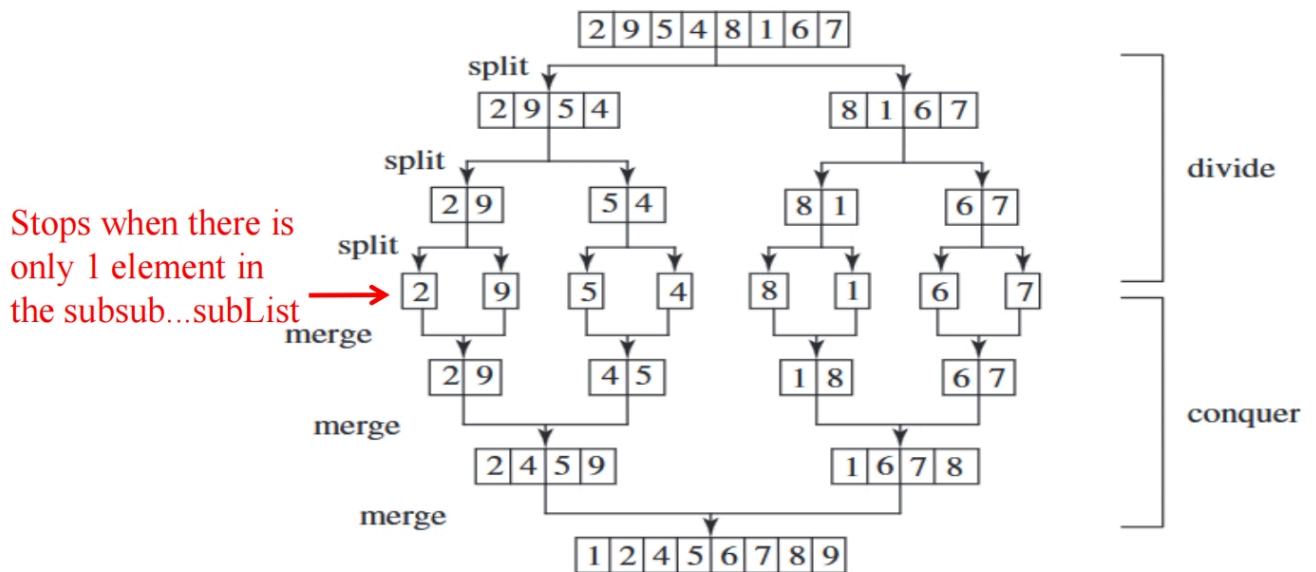 2 9 5 4 8 1 6 7
split
2 9 5 4 8 1 6 7
split
divide
2 9 5 4 8 1 6 7
Stops when there is
only 1 element in
the subsub...subList
split
2 9 5 4 8 1 6 7
merge
2 9 4 5 1 8 6 7
conquer
merge
2 4 5 9 1 6 7 8
merge
1 2 4 5 6 7 8 9